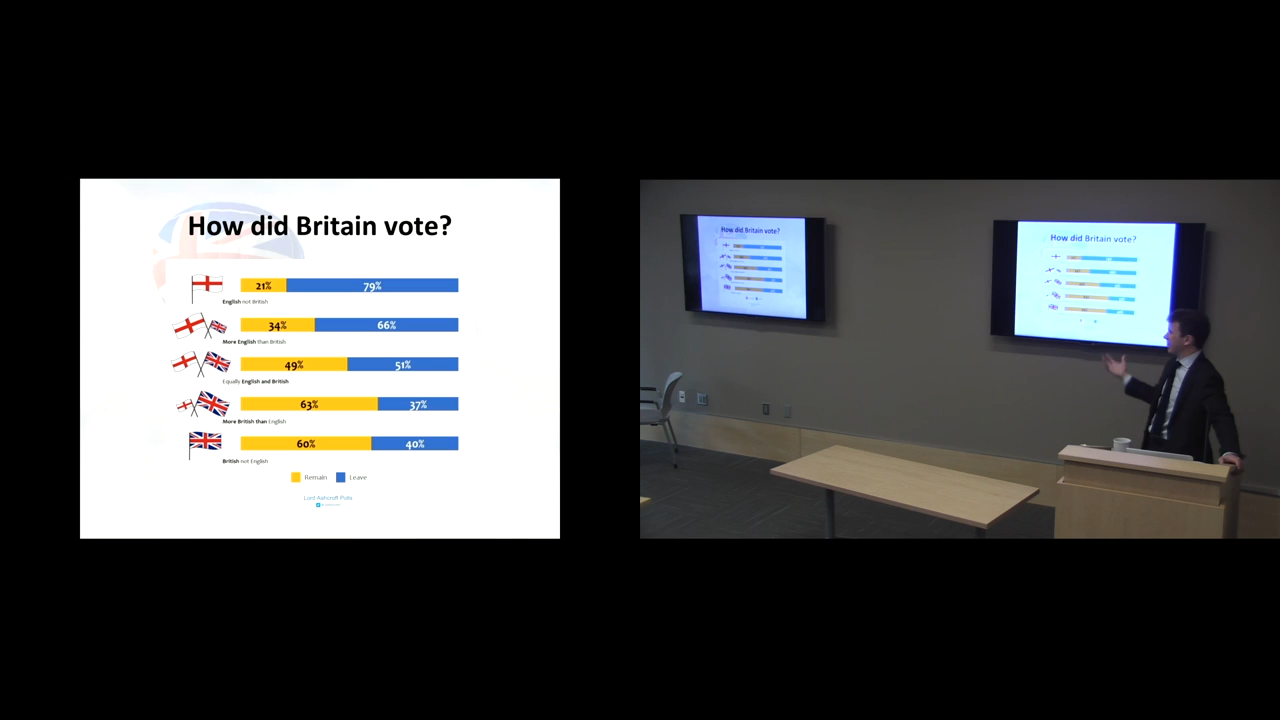 How did Britain vote?
21% 79%
English not British
34% 66%
More English than British
49% 51%
Equally English and British
63% 37%
More British than English
60% 40%
British not English
Remain Leave
Lord Ashcroft Polls
How did Britain vote?
How did Britain vote?